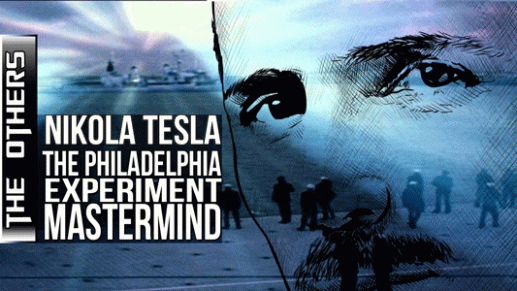 THE OTHERS
NIKOLA TESLA
THE PHILADELPHIA
EXPERIMENT
MASTERMIND